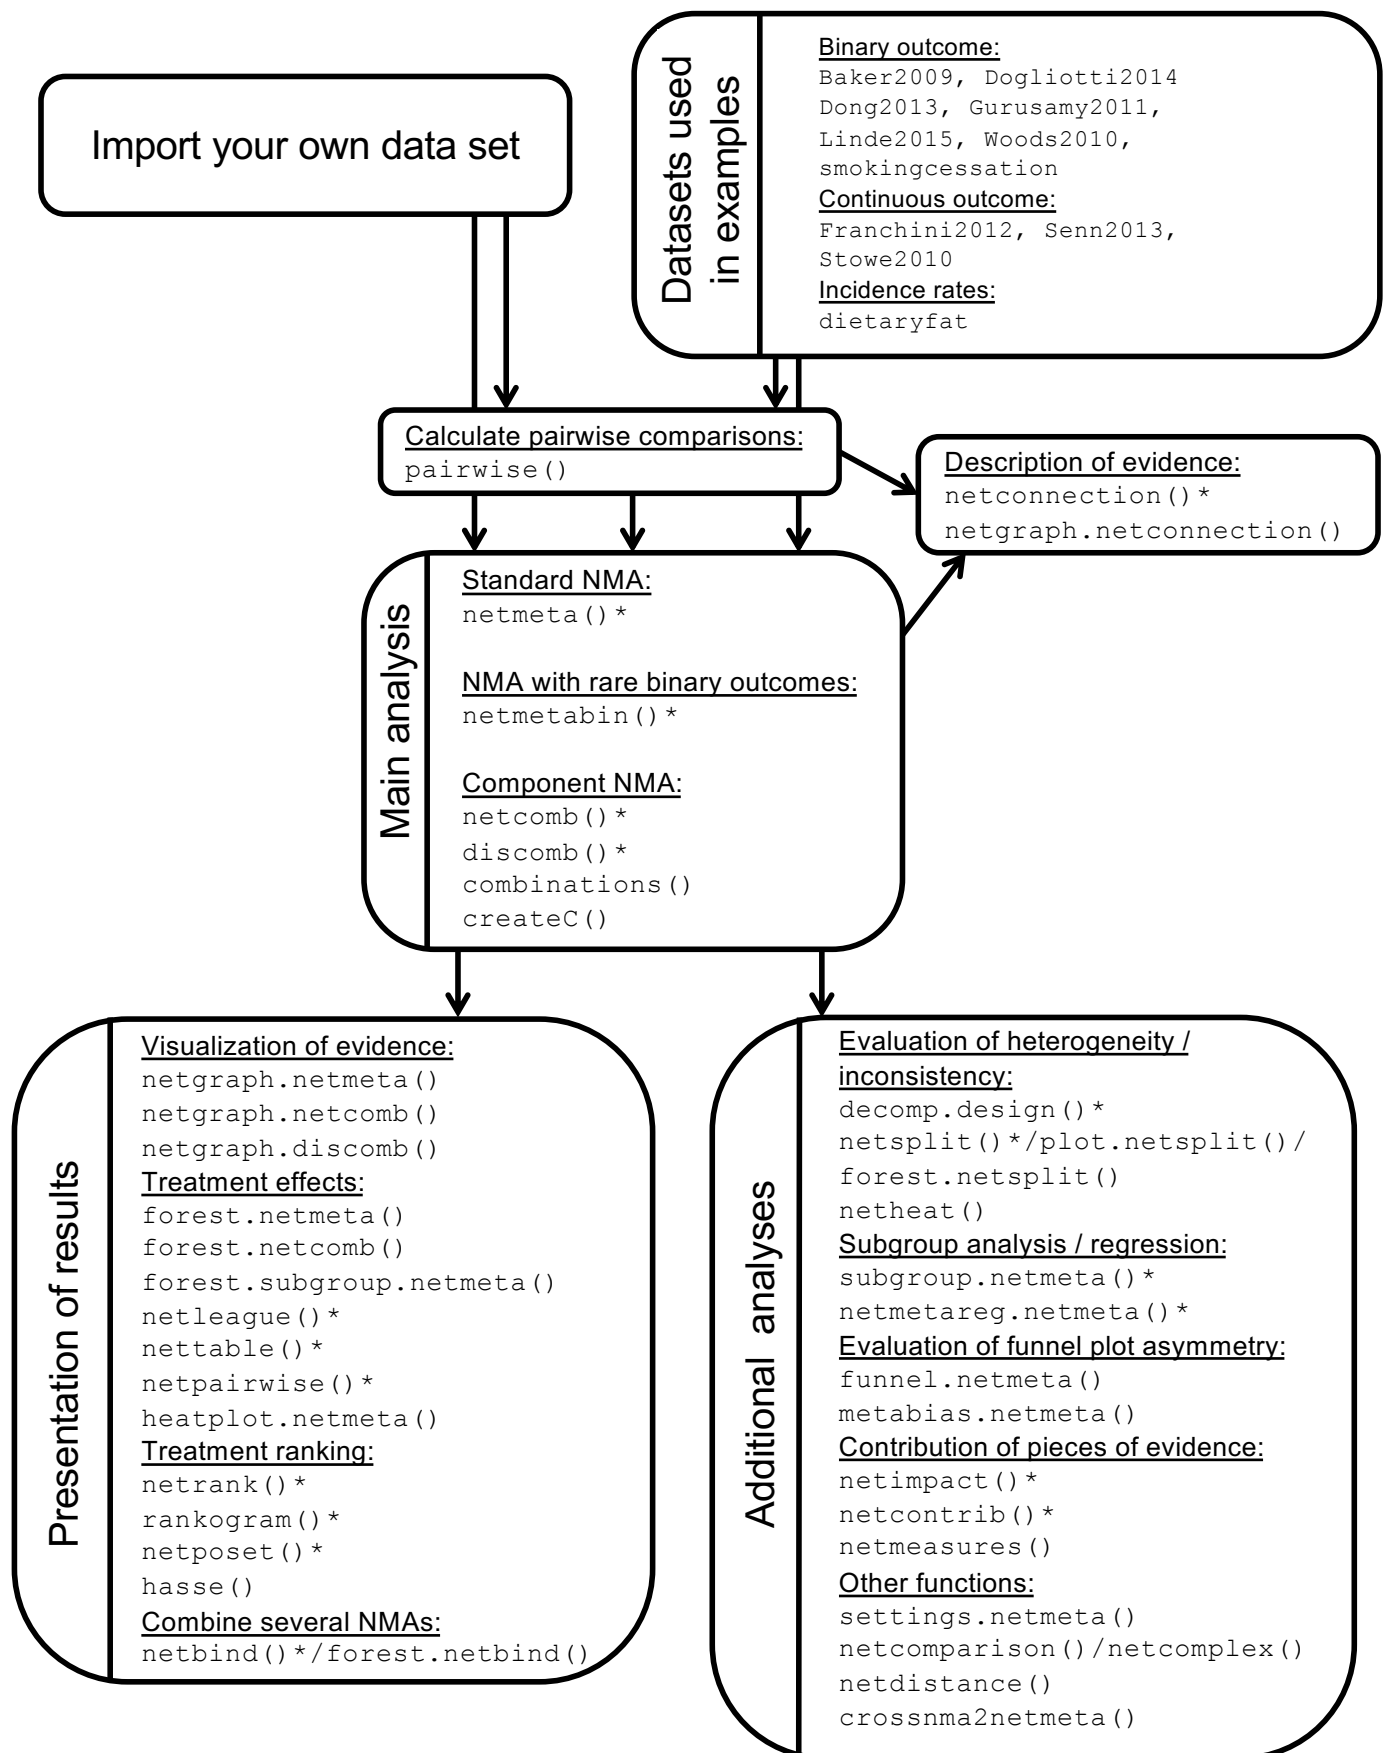 Import your own data set
Datasets used
in examples
Binary outcome:
Baker2009, Dogliotti2014
Dong2013, Gurusamy2011,
Linde2015, Woods2010,
smokingcessation
Continuous outcome:
Franchini2012, Senn2013,
Stowe2010
Incidence rates:
dietaryfat
Calculate pairwise comparisons:
pairwise()
Description of evidence:
netconnection()*
netgraph.netconnection()
Main analysis
Standard NMA:
netmeta()*
NMA with rare binary outcomes:
netmetabin()*
Component NMA:
netcomb()*
discomb()*
combinations()
createC()
Presentation of results
Visualization of evidence:
netgraph.netmeta()
netgraph.netcomb()
netgraph.discomb()
Treatment effects:
forest.netmeta()
forest.netcomb()
forest.subgroup.netmeta()
netleague()*
nettable()*
netpairwise()*
heatplot.netmeta()
Treatment ranking:
netrank()*
rankogram()*
netposet()*
hasse()
Combine several NMAs:
netbind()*/forest.netbind()
Additional analyses
Evaluation of heterogeneity /
inconsistency:
decomp.design()*
netsplit()*/plot.netsplit()/
forest.netsplit()
netheat()
Subgroup analysis / regression:
subgroup.netmeta()*
netmetareg.netmeta()*
Evaluation of funnel plot asymmetry:
funnel.netmeta()
metabias.netmeta()
Contribution of pieces of evidence:
netimpact()*
netcontrib()*
netmeasures()
Other functions:
settings.netmeta()
netcomparison()/netcomplex()
netdistance()
crossnma2netmeta()